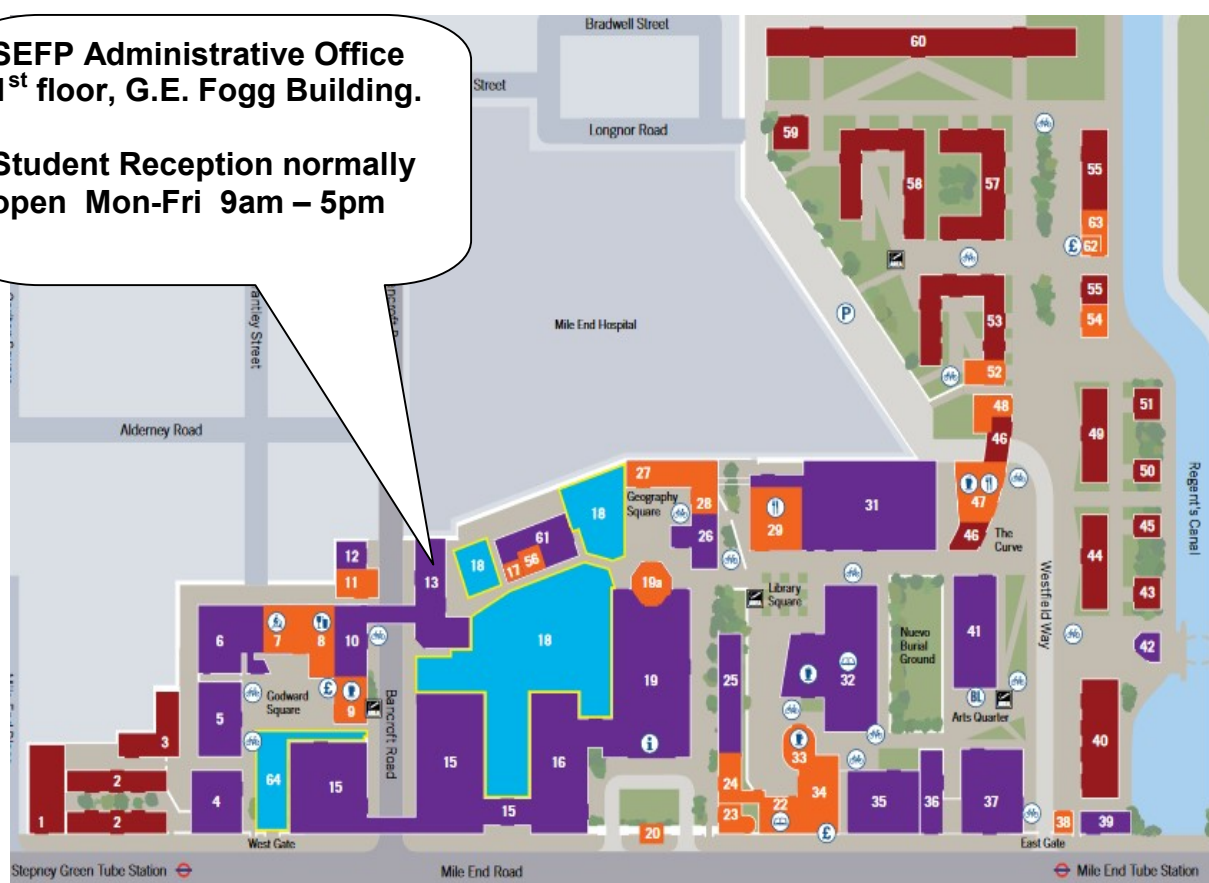 SEFP Administrative Office
1st floor, G.E. Fogg Building.
Student Reception normally
open Mon-Fri 9am – 5pm
Bradwell Street
Street
Longnor Road
60
59
58
57
55
63
£ 62
Mile End Hospital
P
53
55
54
52
Alderney Road
48
46
49
51
50
27
Geography
Square
28
26
29
31
47
46
The
Curve
Regent's Canal
18
61
17
56
18
12
11
13
19a
Library
Square
44
45
43
Westfield Way
6
7
8
10
18
19
25
32
Nuevo
Burial
Ground
41
42
5
Godward
Square
£
9
Bancroft Road
BL
Arts Quarter
3
64
15
15
16
i
24
33
34
40
2
2
1
4
15
20
23
22
£
35
36
37
38
39
West Gate
East Gate
Stepney Green Tube Station
Mile End Road
Mile End Tube Station